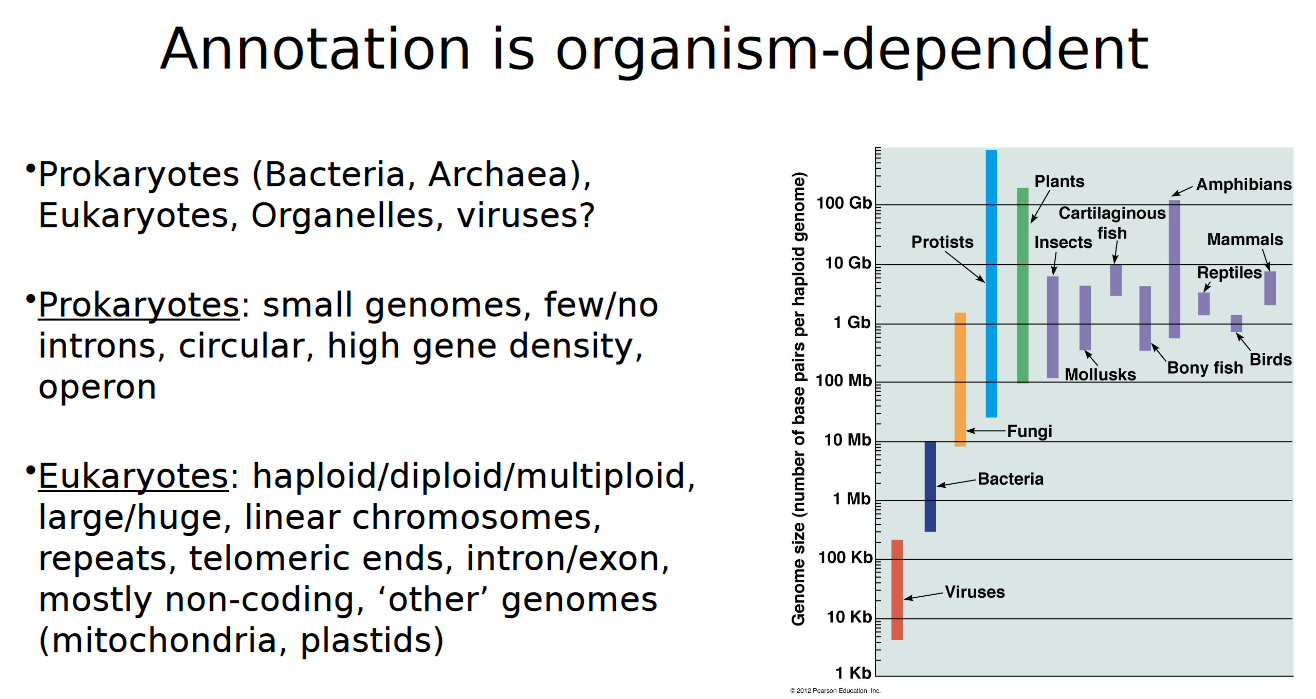 Annotation is organism-dependent
•Prokaryotes (Bacteria, Archaea),
Eukaryotes, Organelles, viruses?
•Prokaryotes: small genomes, few/no
introns, circular, high gene density,
operon
•Eukaryotes: haploid/diploid/multiploid,
large/huge, linear chromosomes,
repeats, telomeric ends, intron/exon,
mostly non-coding, ‘other’ genomes
(mitochondria, plastids)
Genome size (number of base pairs per haploid genome)
100 Gb
10 Gb
1 Gb
100 Mb
10 Mb
1 Mb
100 Kb
10 Kb
1 Kb
Plants
Amphibians
Cartilaginous
fish
Protists
Insects
Mammals
Reptiles
Mollusks
Bony fish
Birds
Fungi
Bacteria
Viruses
© 2012 Pearson Education, Inc.